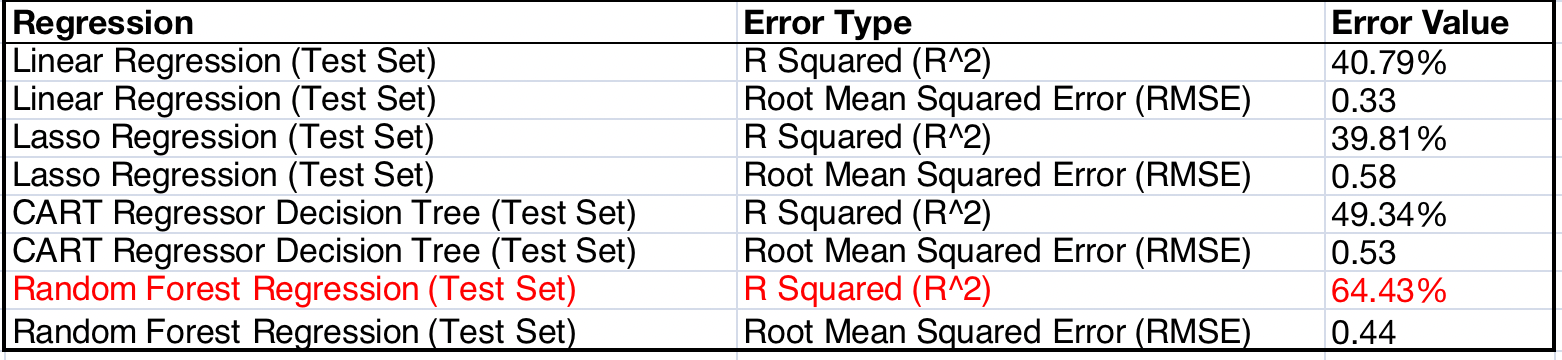 Regression Error Type Error Value
Linear Regression (Test Set) R Squared (R^2) 40.79%
Linear Regression (Test Set) Root Mean Squared Error (RMSE) 0.33
Lasso Regression (Test Set) R Squared (R^2) 39.81%
Lasso Regression (Test Set) Root Mean Squared Error (RMSE) 0.58
CART Regressor Decision Tree (Test Set) R Squared (R^2) 49.34%
CART Regressor Decision Tree (Test Set) Root Mean Squared Error (RMSE) 0.53
Random Forest Regression (Test Set) R Squared (R^2) 64.43%
Random Forest Regression (Test Set) Root Mean Squared Error (RMSE) 0.44